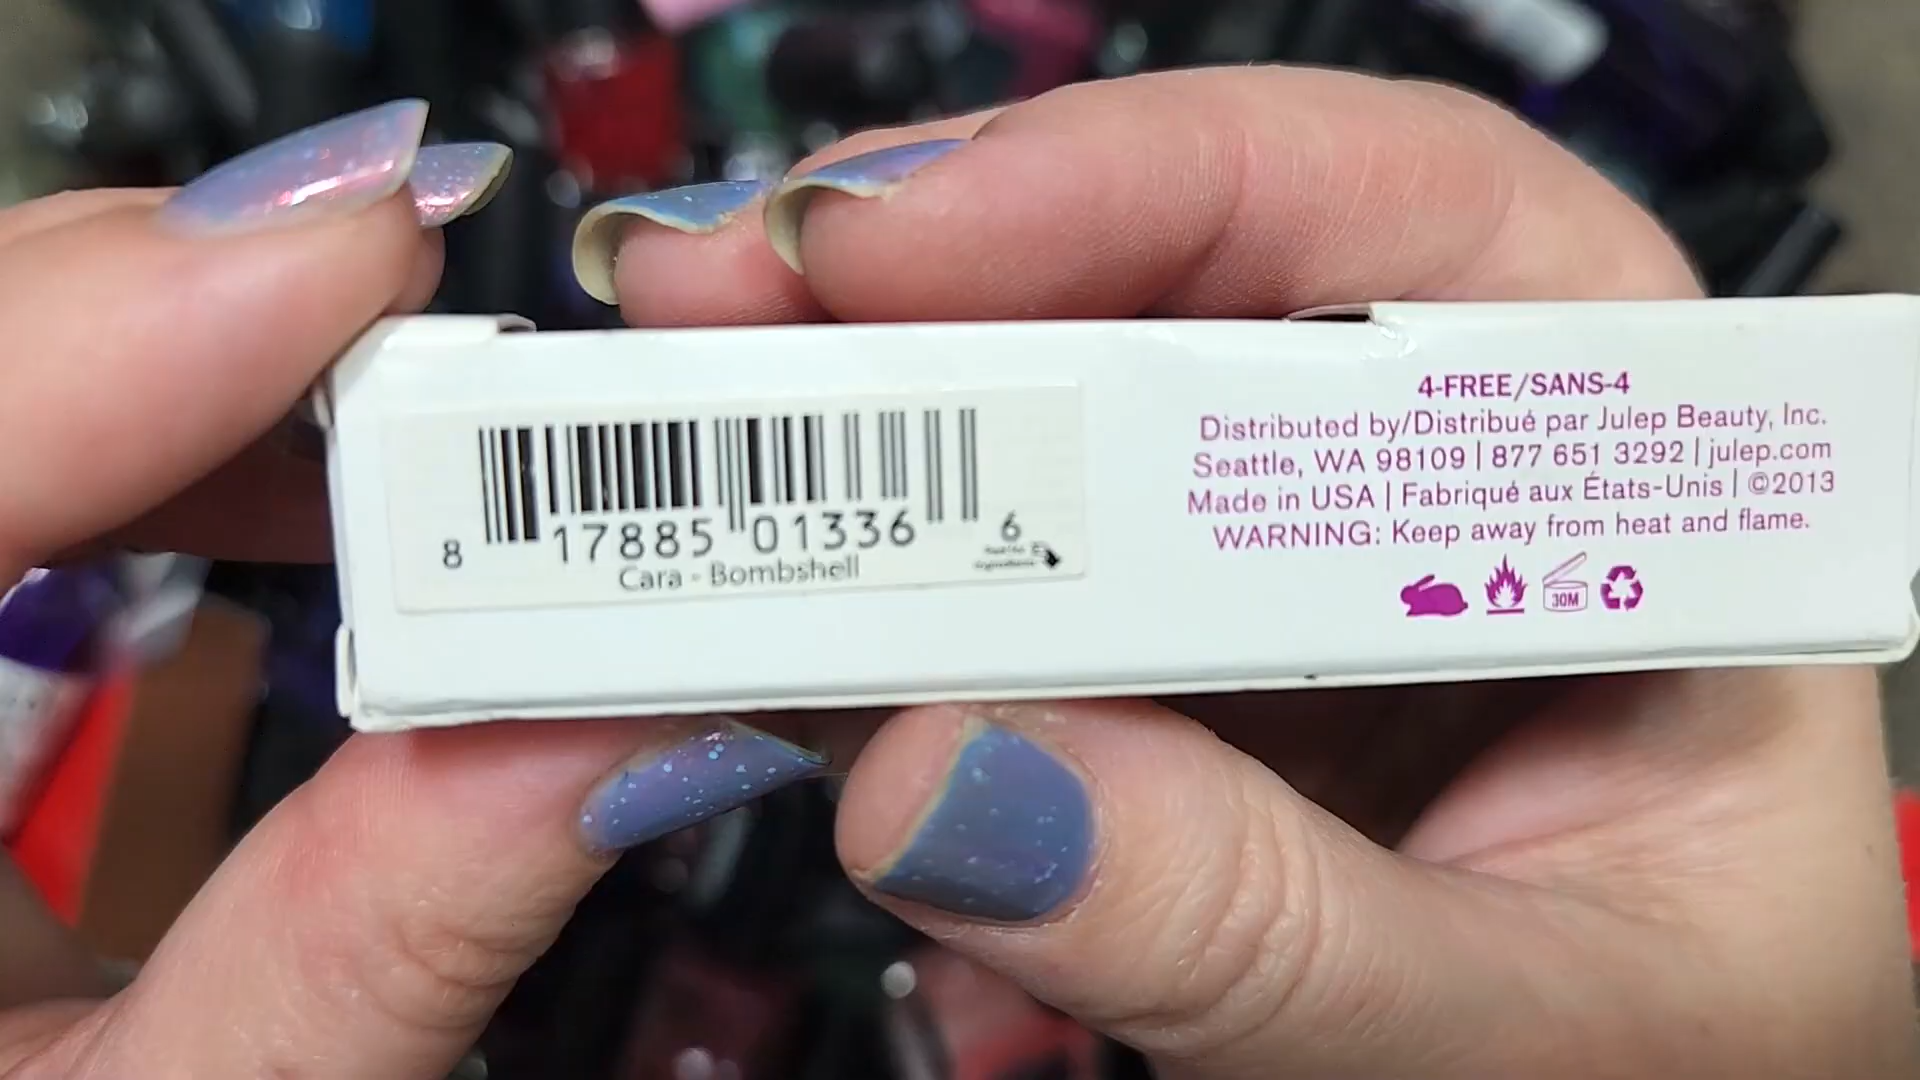 8 17885 01336 6
Cara - Bombshell
4-FREE/SANS-4
Distributed by/Distribué par Julep Beauty, Inc.
Seattle, WA 98109 | 877 651 3292 | julep.com
Made in USA | Fabriqué aux États-Unis | ©2013
WARNING: Keep away from heat and flame.
30M